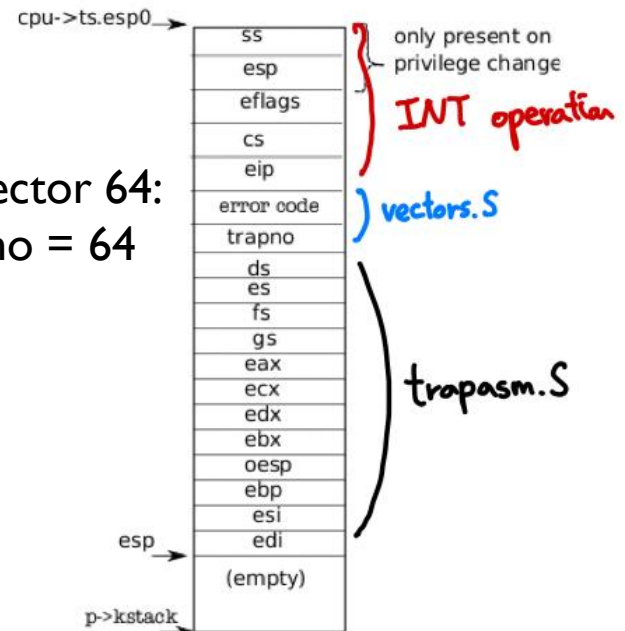 cpu->ts.esp0
ss
only present on
esp
privilege change
eflags
INT operation
cs
eip
ector 64:
error code
vectors.S
no = 64
trapno
ds
es
fs
gs
eax
trapasm.S
ecx
edx
ebx
oesp
ebp
esi
esp
edi
(empty)
p->kstack